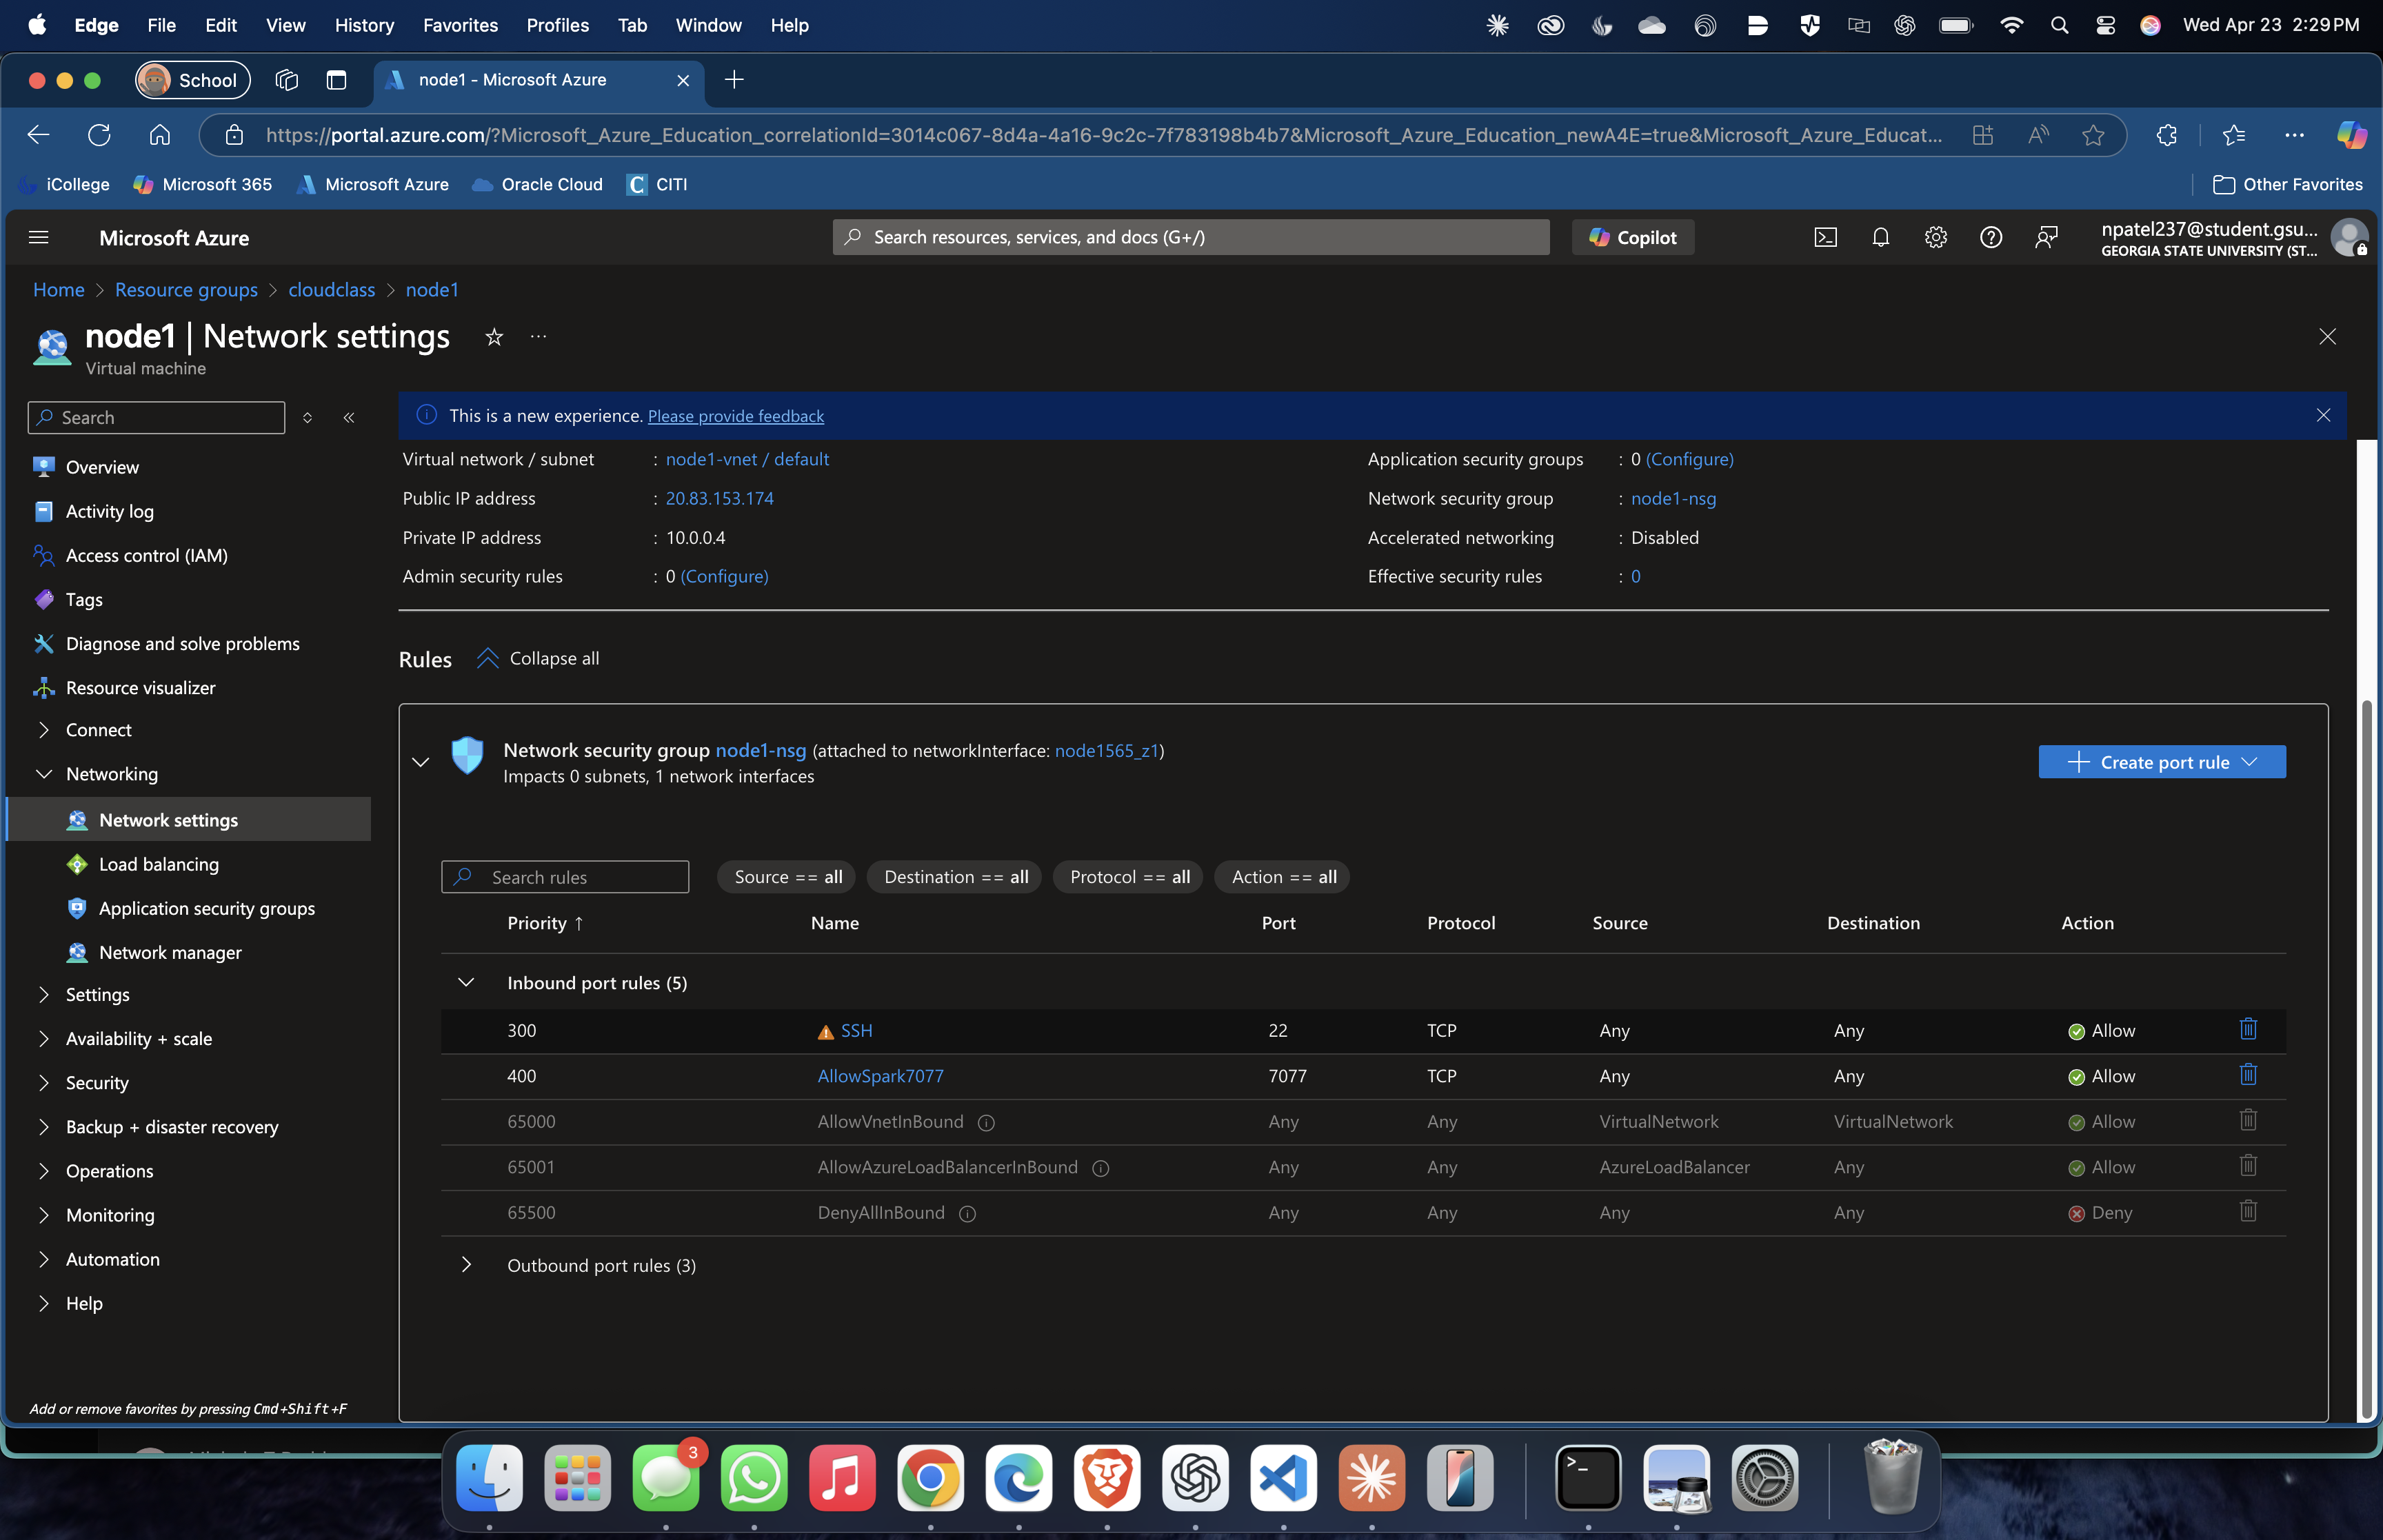 Edge File Edit View History Favorites Profiles Tab Window Help Wed Apr 23 2:29 PM
School node1 - Microsoft Azure
https://portal.azure.com/?Microsoft_Azure_Education_correlationId=3014c067-8d4a-4a16-9c2c-7f783198b4b7&Microsoft_Azure_Education_newA4E=true&Microsoft_Azure_Educat...
iCollege Microsoft 365 Microsoft Azure Oracle Cloud C CITI Other Favorites
Microsoft Azure Search resources, services, and docs (G+/) Copilot npatel237@student.gsu...
GEORGIA STATE UNIVERSITY (ST...
Home > Resource groups > cloudclass > node1
node1 | Network settings
Virtual machine
Search
This is a new experience. Please provide feedback
Overview
Activity log
Access control (IAM)
Tags
Diagnose and solve problems
Resource visualizer
Connect
Networking
Network settings
Load balancing
Application security groups
Network manager
Settings
Availability + scale
Security
Backup + disaster recovery
Operations
Monitoring
Automation
Help
Add or remove favorites by pressing Cmd+Shift+F
Virtual network / subnet : node1-vnet / default
Public IP address : 20.83.153.174
Private IP address : 10.0.0.4
Admin security rules : 0 (Configure)
Application security groups : 0 (Configure)
Network security group : node1-nsg
Accelerated networking : Disabled
Effective security rules : 0
Rules Collapse all
Network security group node1-nsg (attached to networkInterface: node1565_z1)
Impacts 0 subnets, 1 network interfaces
Create port rule
Search rules Source == all Destination == all Protocol == all Action == all
Priority ↑ Name Port Protocol Source Destination Action
Inbound port rules (5)
300 SSH 22 TCP Any Any Allow
400 AllowSpark7077 7077 TCP Any Any Allow
65000 AllowVnetInBound Any Any VirtualNetwork VirtualNetwork Allow
65001 AllowAzureLoadBalancerInBound Any Any AzureLoadBalancer Any Allow
65500 DenyAllInBound Any Any Any Any Deny
Outbound port rules (3)
3